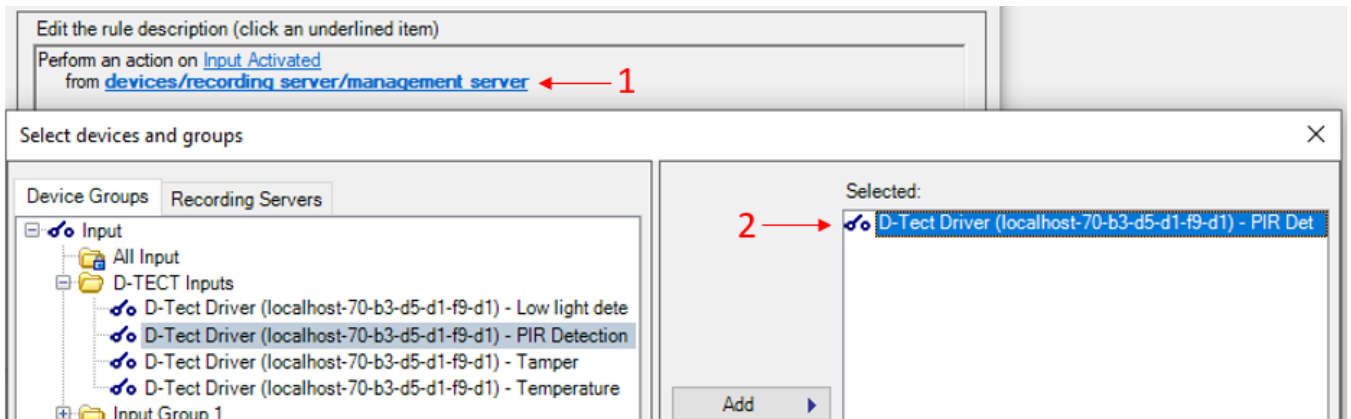 Edit the rule description (click an underlined item)
Perform an action on Input Activated
from devices/recording server/management server
1
Select devices and groups
Device Groups
Recording Servers
Input
All Input
D-TECT Inputs
D-Tect Driver (localhost-70-b3-d5-d1-f9-d1) - Low light dete
D-Tect Driver (localhost-70-b3-d5-d1-f9-d1) - PIR Detection
D-Tect Driver (localhost-70-b3-d5-d1-f9-d1) - Tamper
D-Tect Driver (localhost-70-b3-d5-d1-f9-d1) - Temperature
Input Group 1
Add
Selected:
2
D-Tect Driver (localhost-70-b3-d5-d1-f9-d1) - PIR Det